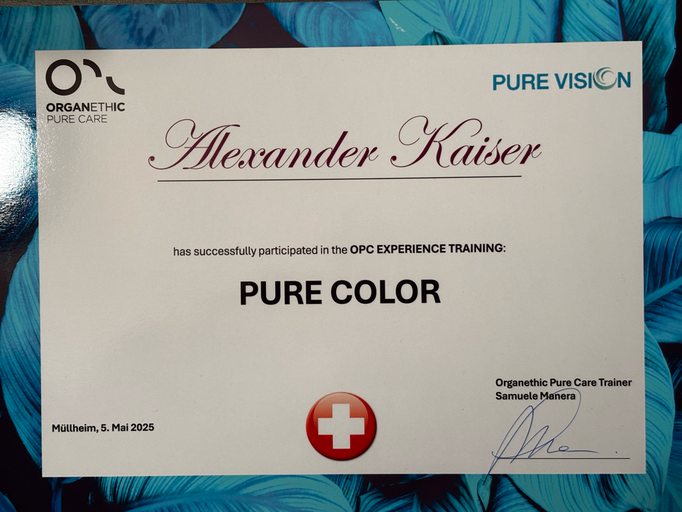 ORGANETHIC
PURE CARE
PURE VISION
Alexander Kaiser
has successfully participated in the OPC EXPERIENCE TRAINING:
PURE COLOR
Organethic Pure Care Trainer
Samuele Manera
Müllheim, 5. Mai 2025